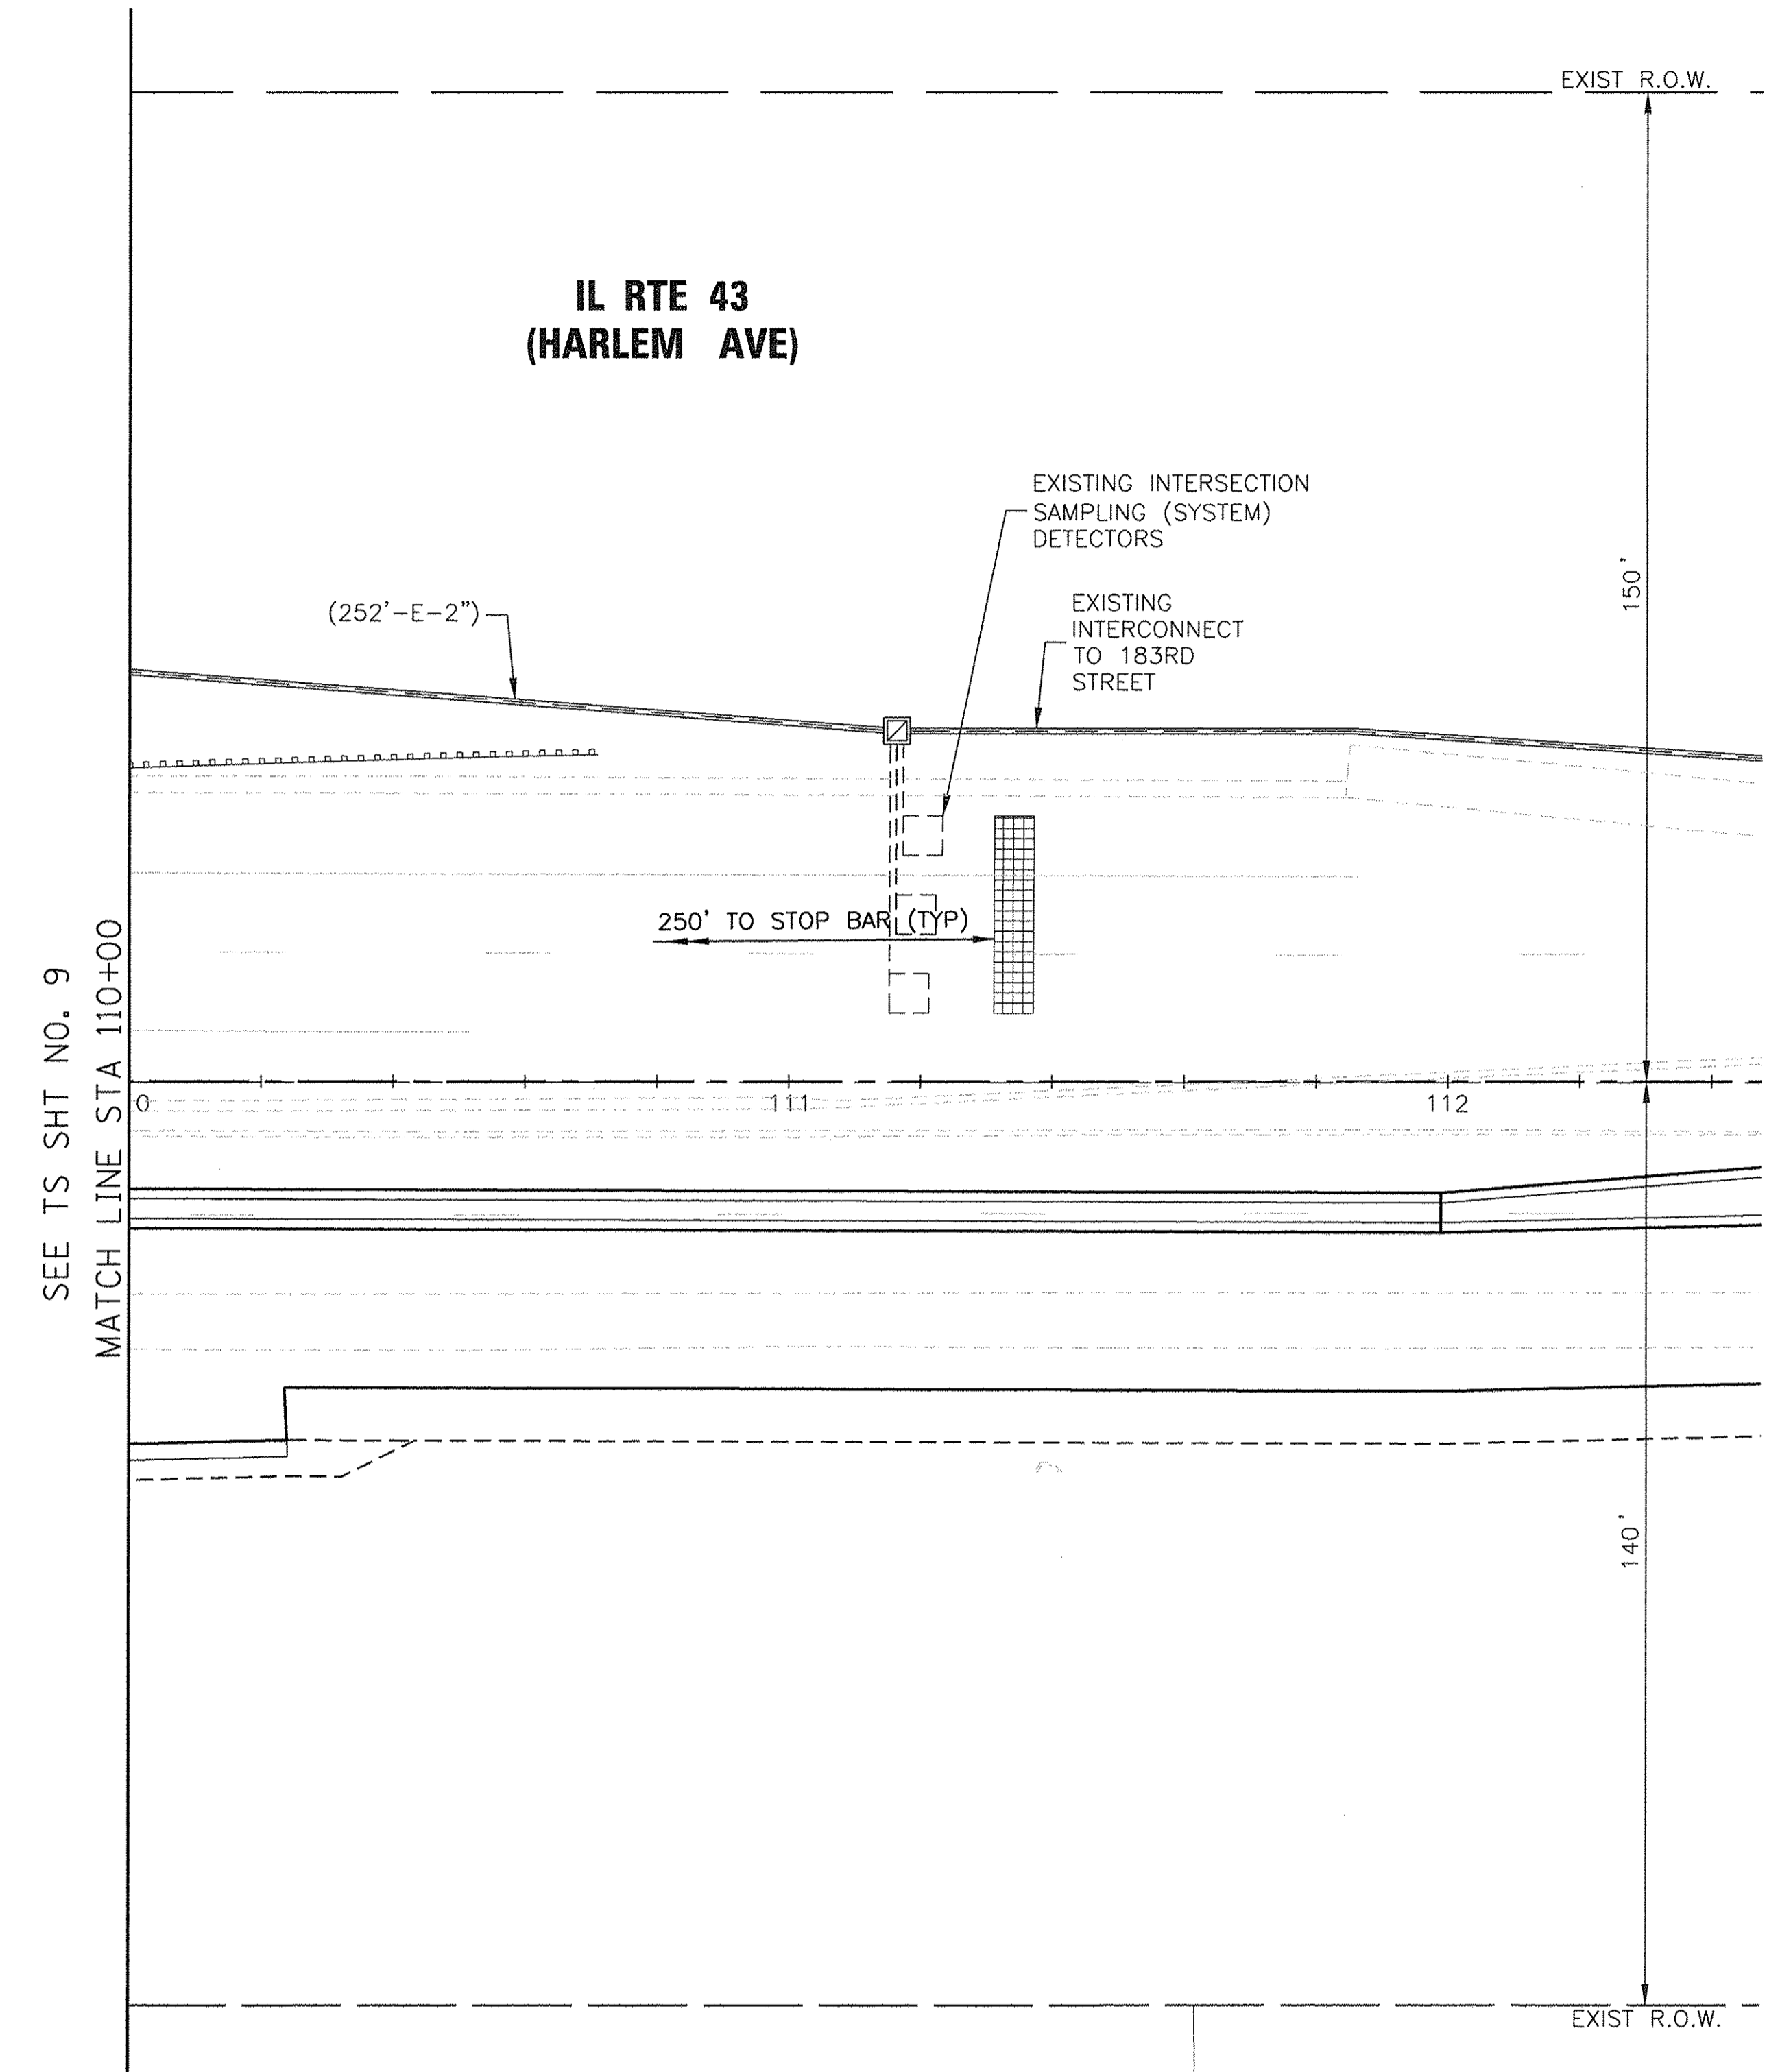 EXIST R.O.W.
IL RTE 43
(HARLEM AVE)
EXISTING INTERSECTION
SAMPLING (SYSTEM)
DETECTORS
150'
(252'-E-2")
EXISTING
INTERCONNECT
TO 183RD
STREET
250' TO STOP BAR (TYP)
SEE TS SHT NO. 9
MATCH LINE STA 110+00
0
111
112
140'
EXIST R.O.W.